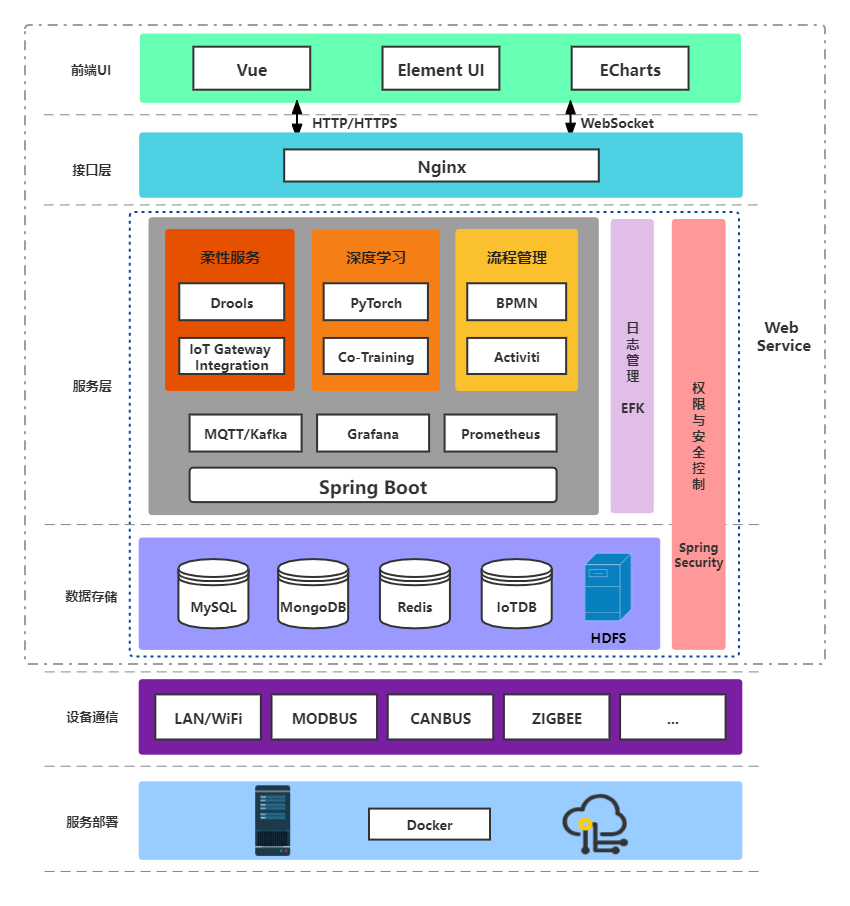 前端UI
Vue
Element UI
ECharts
HTTP/HTTPS
WebSocket
接口层
Nginx
服务层
柔性服务
Drools
IoT Gateway
Integration
深度学习
PyTorch
Co-Training
流程管理
BPMN
Activiti
MQTT/Kafka
Grafana
Prometheus
Spring Boot
日志管理
EFK
权限与安全控制
Spring
Security
Web
Service
数据存储
MySQL
MongoDB
Redis
IoTDB
HDFS
设备通信
LAN/WiFi
MODBUS
CANBUS
ZIGBEE
...
服务部署
Docker